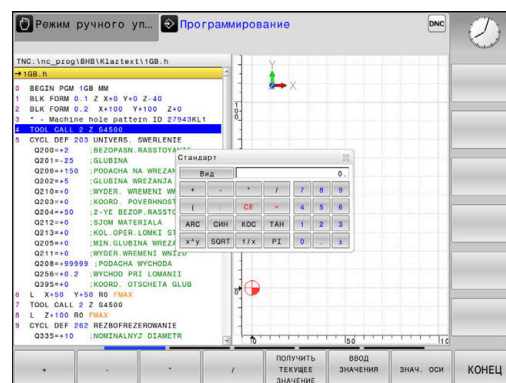 Режим ручного уп... Программирование DNC
TNC:\nc_prog\BHB\Klartext\1GB.h
→1GB.h
0 BEGIN PGM 1GB MM
1 BLK FORM 0.1 Z X+0 Y+0 Z-40
2 BLK FORM 0.2 X+100 Y+100 Z+0
3 * - Machine hole pattern ID 27943KL1
4 TOOL CALL 2 Z S4500
5 CYCL DEF 203 UNIVERS. SWERLENIE
Q200=+2 ;BEZOPASN.RASSTOYANIE
Q201=-25 ;GLUBINA
Q206=+150 ;PODACHA NA WREZAN
Q202=+5 ;GLUBINA WREZAN
Q210=+0 ;WYDER. WREMENI W
Q203=+0 ;KOORD. POVERHNOST
Q204=+50 ;2-YE BEZOP.RASSTO
Q212=+0 ;SJOM MATERIALA
Q213=+0 ;KOL.OPER.LOMKI ST
Q205=+0 ;MIN.GLUBINA WREZA
Q211=+0 ;WYDER.WREMENI WNIZU
Q208=+99999 ;PODACHA WYCHODA
Q256=+0.2 ;WYCHOD PRI LOMANII
Q395=+0 ;KOORD. OTSCHETA GLUB
6 L X+50 Y+50 R0 FMAX
7 TOOL CALL 2 Z S4500
8 L Z+100 R0 FMAX
9 CYCL DEF 262 REZBOFREZEROWANIE
Q335=+10 ;NOMINALNYJ DIAMETR
Y
X
0
0
50
Стандарт
Вид 0.
+ - * / 7 8 9
( ) CE = 4 5 6
ARC СИН КОС ТАН 1 2 3
x^y SQRT 1/x PI 0 . ±
+ - * / ПОЛУЧИТЬ ТЕКУЩЕЕ ЗНАЧЕНИЕ ВВОД ЗНАЧЕНИЯ ЗНАЧ. ОСИ КОНЕЦ